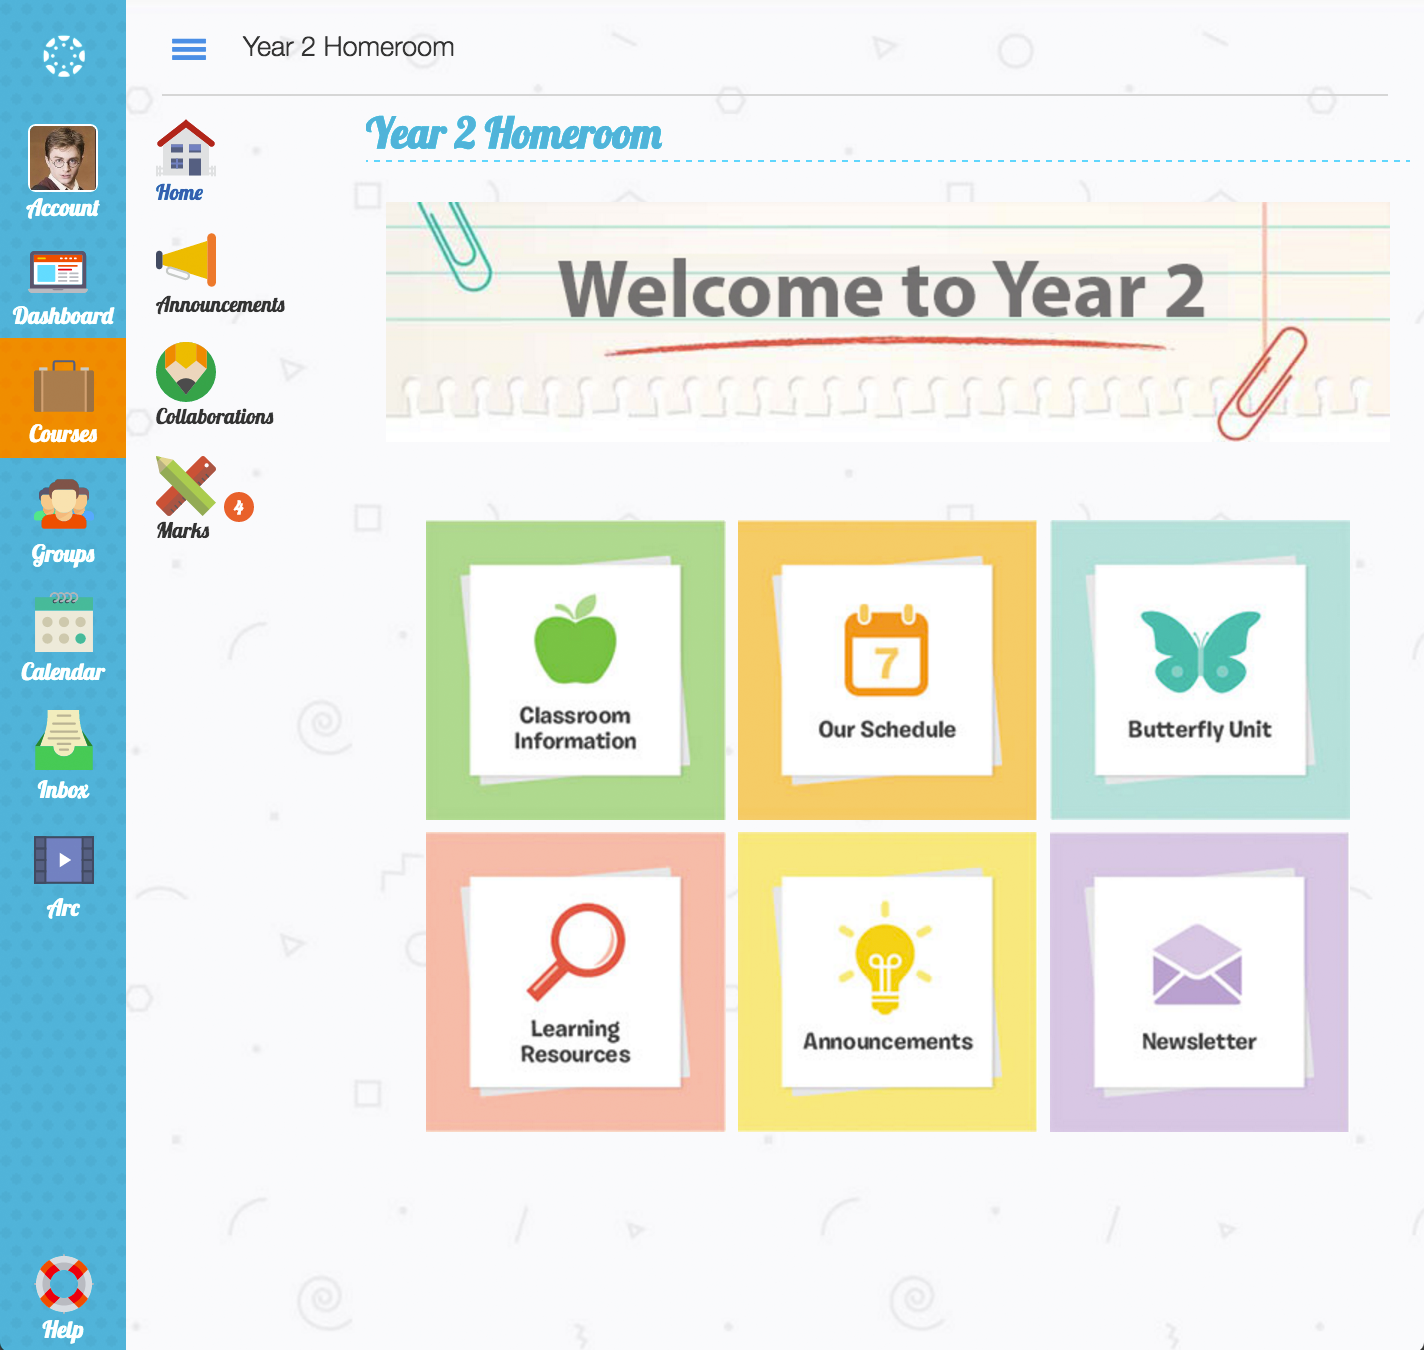 Year 2 Homeroom
Account
Dashboard
Courses
Groups
Calendar
Inbox
Arc
Help
Home
Announcements
Collaborations
4
Marks
Year 2 Homeroom
Welcome to Year 2
Classroom
Information
7
Our Schedule
Butterfly Unit
Learning
Resources
Announcements
Newsletter